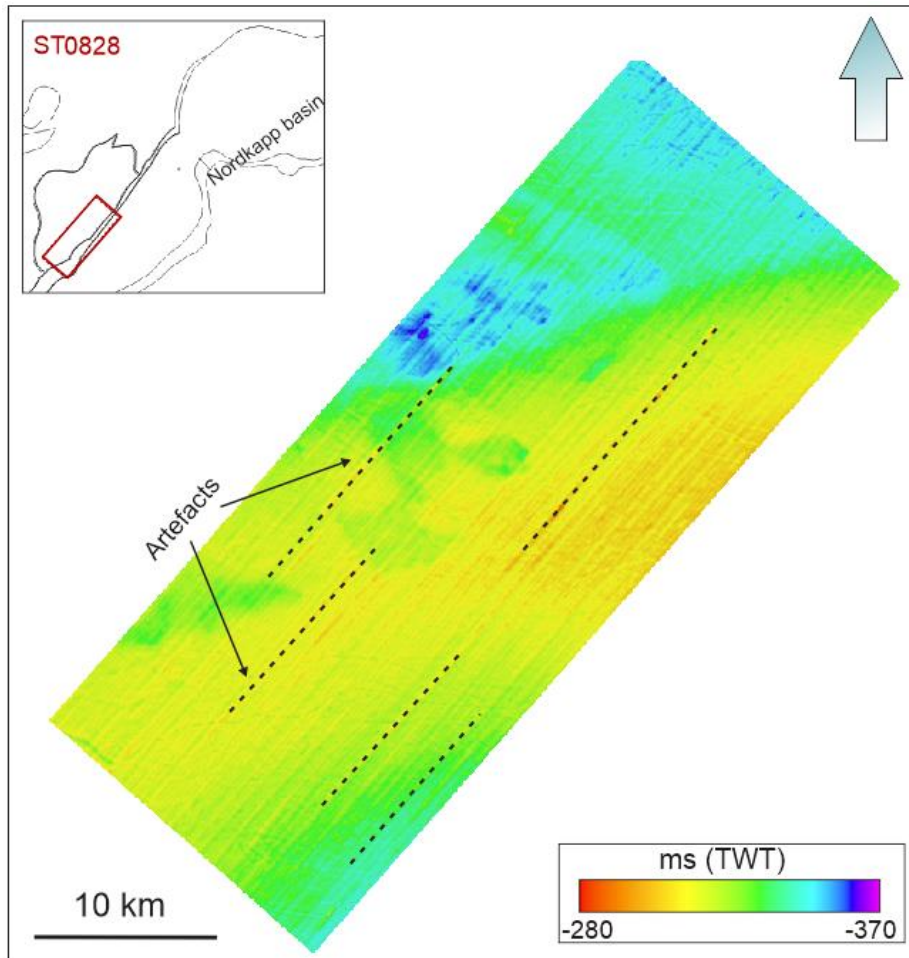 ST0828
Nordkapp basin
Artefacts
10 km
ms (TWT)
-280
-370